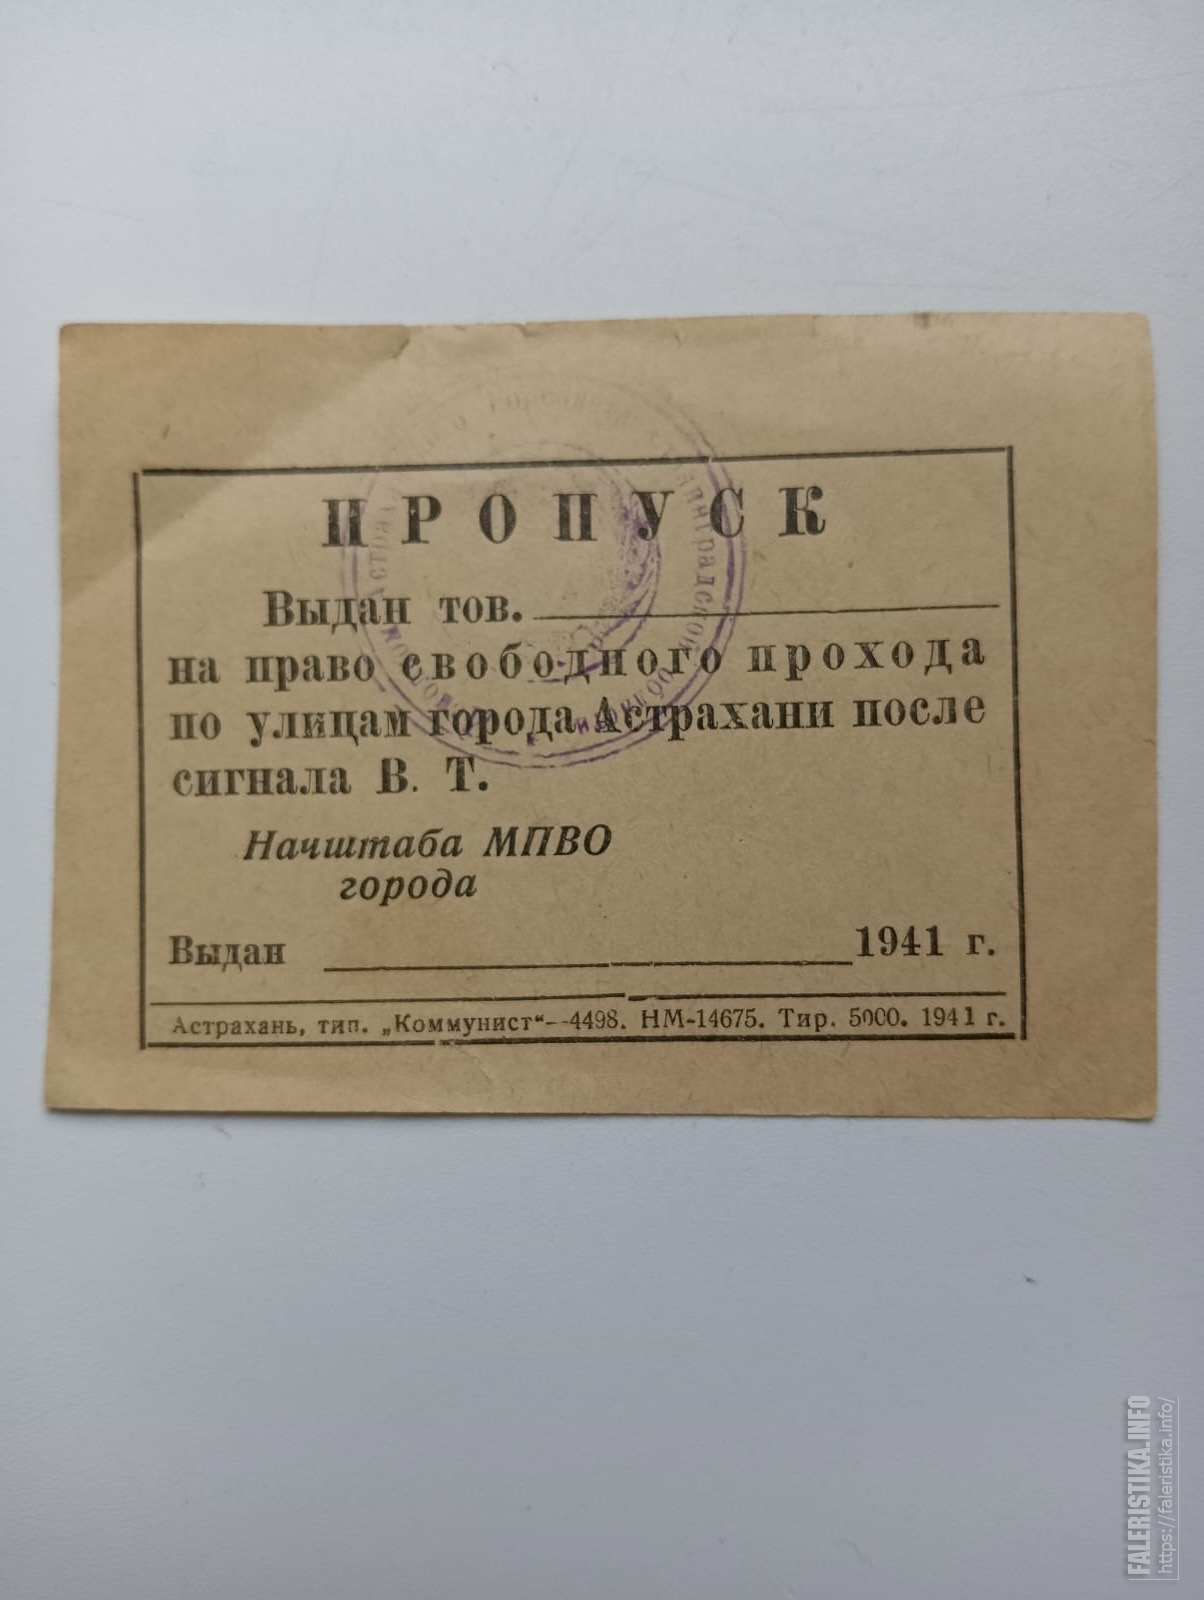 ПРОПУСК
Выдан тов.
на право свободного прохода
по улицам города Астрахани после
сигнала В. Т.
Начштаба МПВО
города
Выдан 1941 г.
Астрахань, тип. „Коммунист“--4498. НМ-14675. Тир. 5000. 1941 г.
FALERISTIKA.INFO
https://faleristika.info/